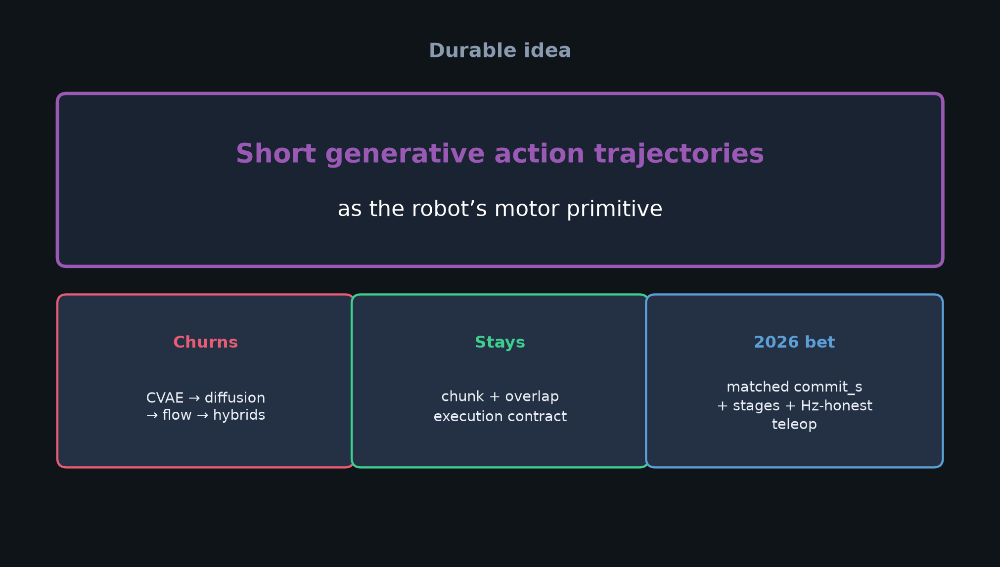 Durable idea
Short generative action trajectories
as the robot’s motor primitive
Churns
CVAE → diffusion
→ flow → hybrids
Stays
chunk + overlap
execution contract
2026 bet
matched commit_s
+ stages + Hz-honest
teleop